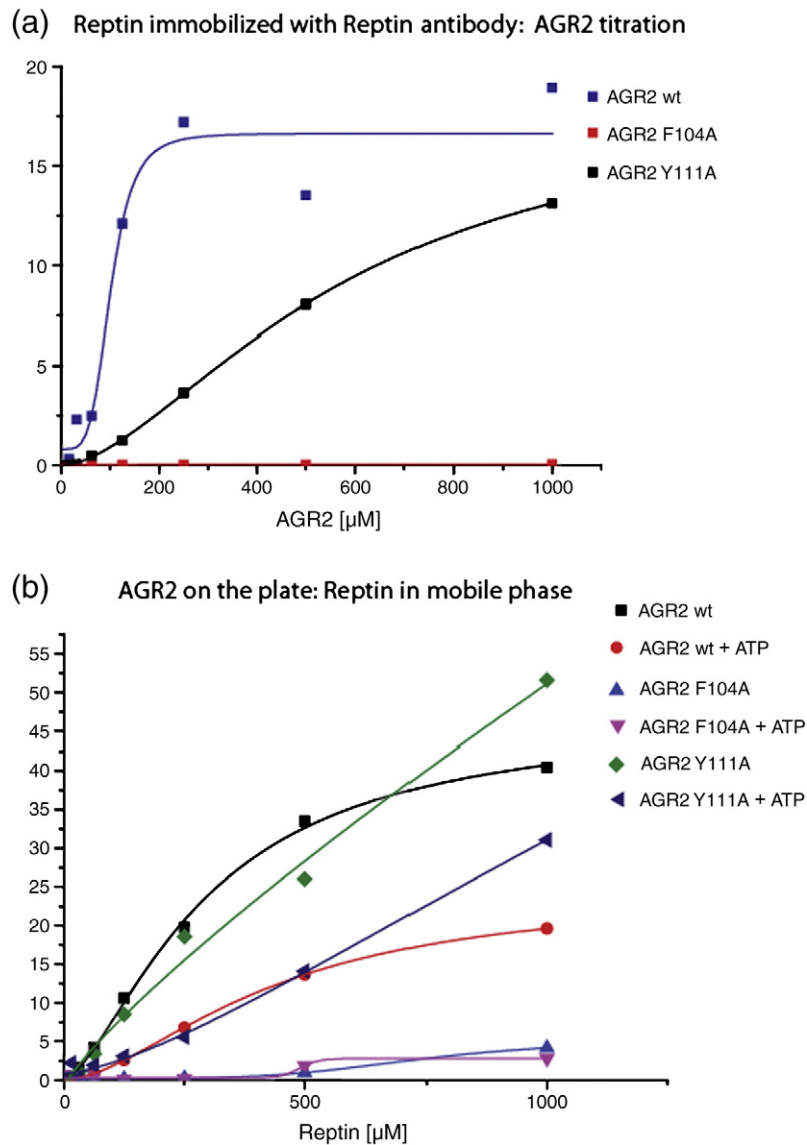 (a) Reptin immobilized with Reptin antibody: AGR2 titration
20
15
10
5
0
0 200 400 600 800 1000
AGR2 [µM]
AGR2 wt
AGR2 F104A
AGR2 Y111A
(b) AGR2 on the plate: Reptin in mobile phase
55
50
45
40
35
30
25
20
15
10
5
0
0 500 1000
Reptin [µM]
AGR2 wt
AGR2 wt + ATP
AGR2 F104A
AGR2 F104A + ATP
AGR2 Y111A
AGR2 Y111A + ATP